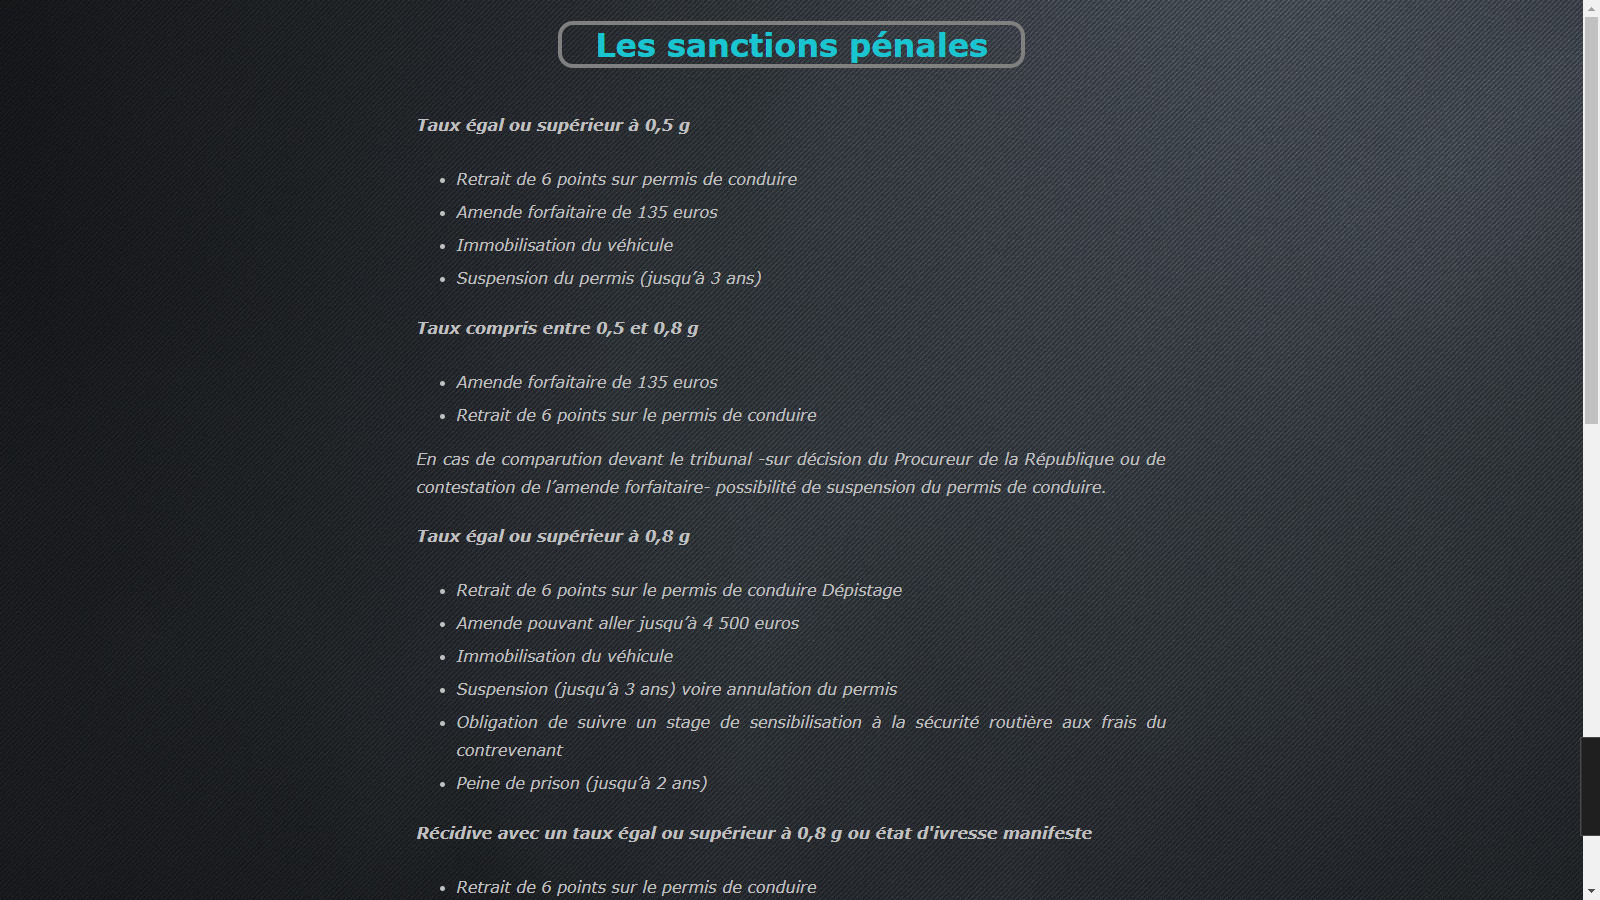 Les sanctions pénales
Taux égal ou supérieur à 0,5 g
Retrait de 6 points sur permis de conduire
Amende forfaitaire de 135 euros
Immobilisation du véhicule
Suspension du permis (jusqu’à 3 ans)
Taux compris entre 0,5 et 0,8 g
Amende forfaitaire de 135 euros
Retrait de 6 points sur le permis de conduire
En cas de comparution devant le tribunal -sur décision du Procureur de la République ou de
contestation de l’amende forfaitaire- possibilité de suspension du permis de conduire.
Taux égal ou supérieur à 0,8 g
Retrait de 6 points sur le permis de conduire Dépistage
Amende pouvant aller jusqu’à 4 500 euros
Immobilisation du véhicule
Suspension (jusqu’à 3 ans) voire annulation du permis
Obligation de suivre un stage de sensibilisation à la sécurité routière aux frais du
contrevenant
Peine de prison (jusqu’à 2 ans)
Récidive avec un taux égal ou supérieur à 0,8 g ou état d'ivresse manifeste
Retrait de 6 points sur le permis de conduire